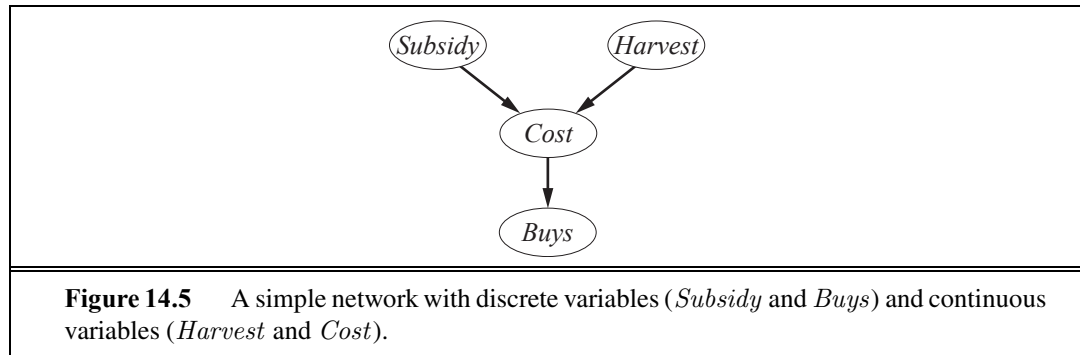 Subsidy Harvest
Cost
Buys
Figure 14.5 A simple network with discrete variables (Subsidy and Buys) and continuous
variables (Harvest and Cost).